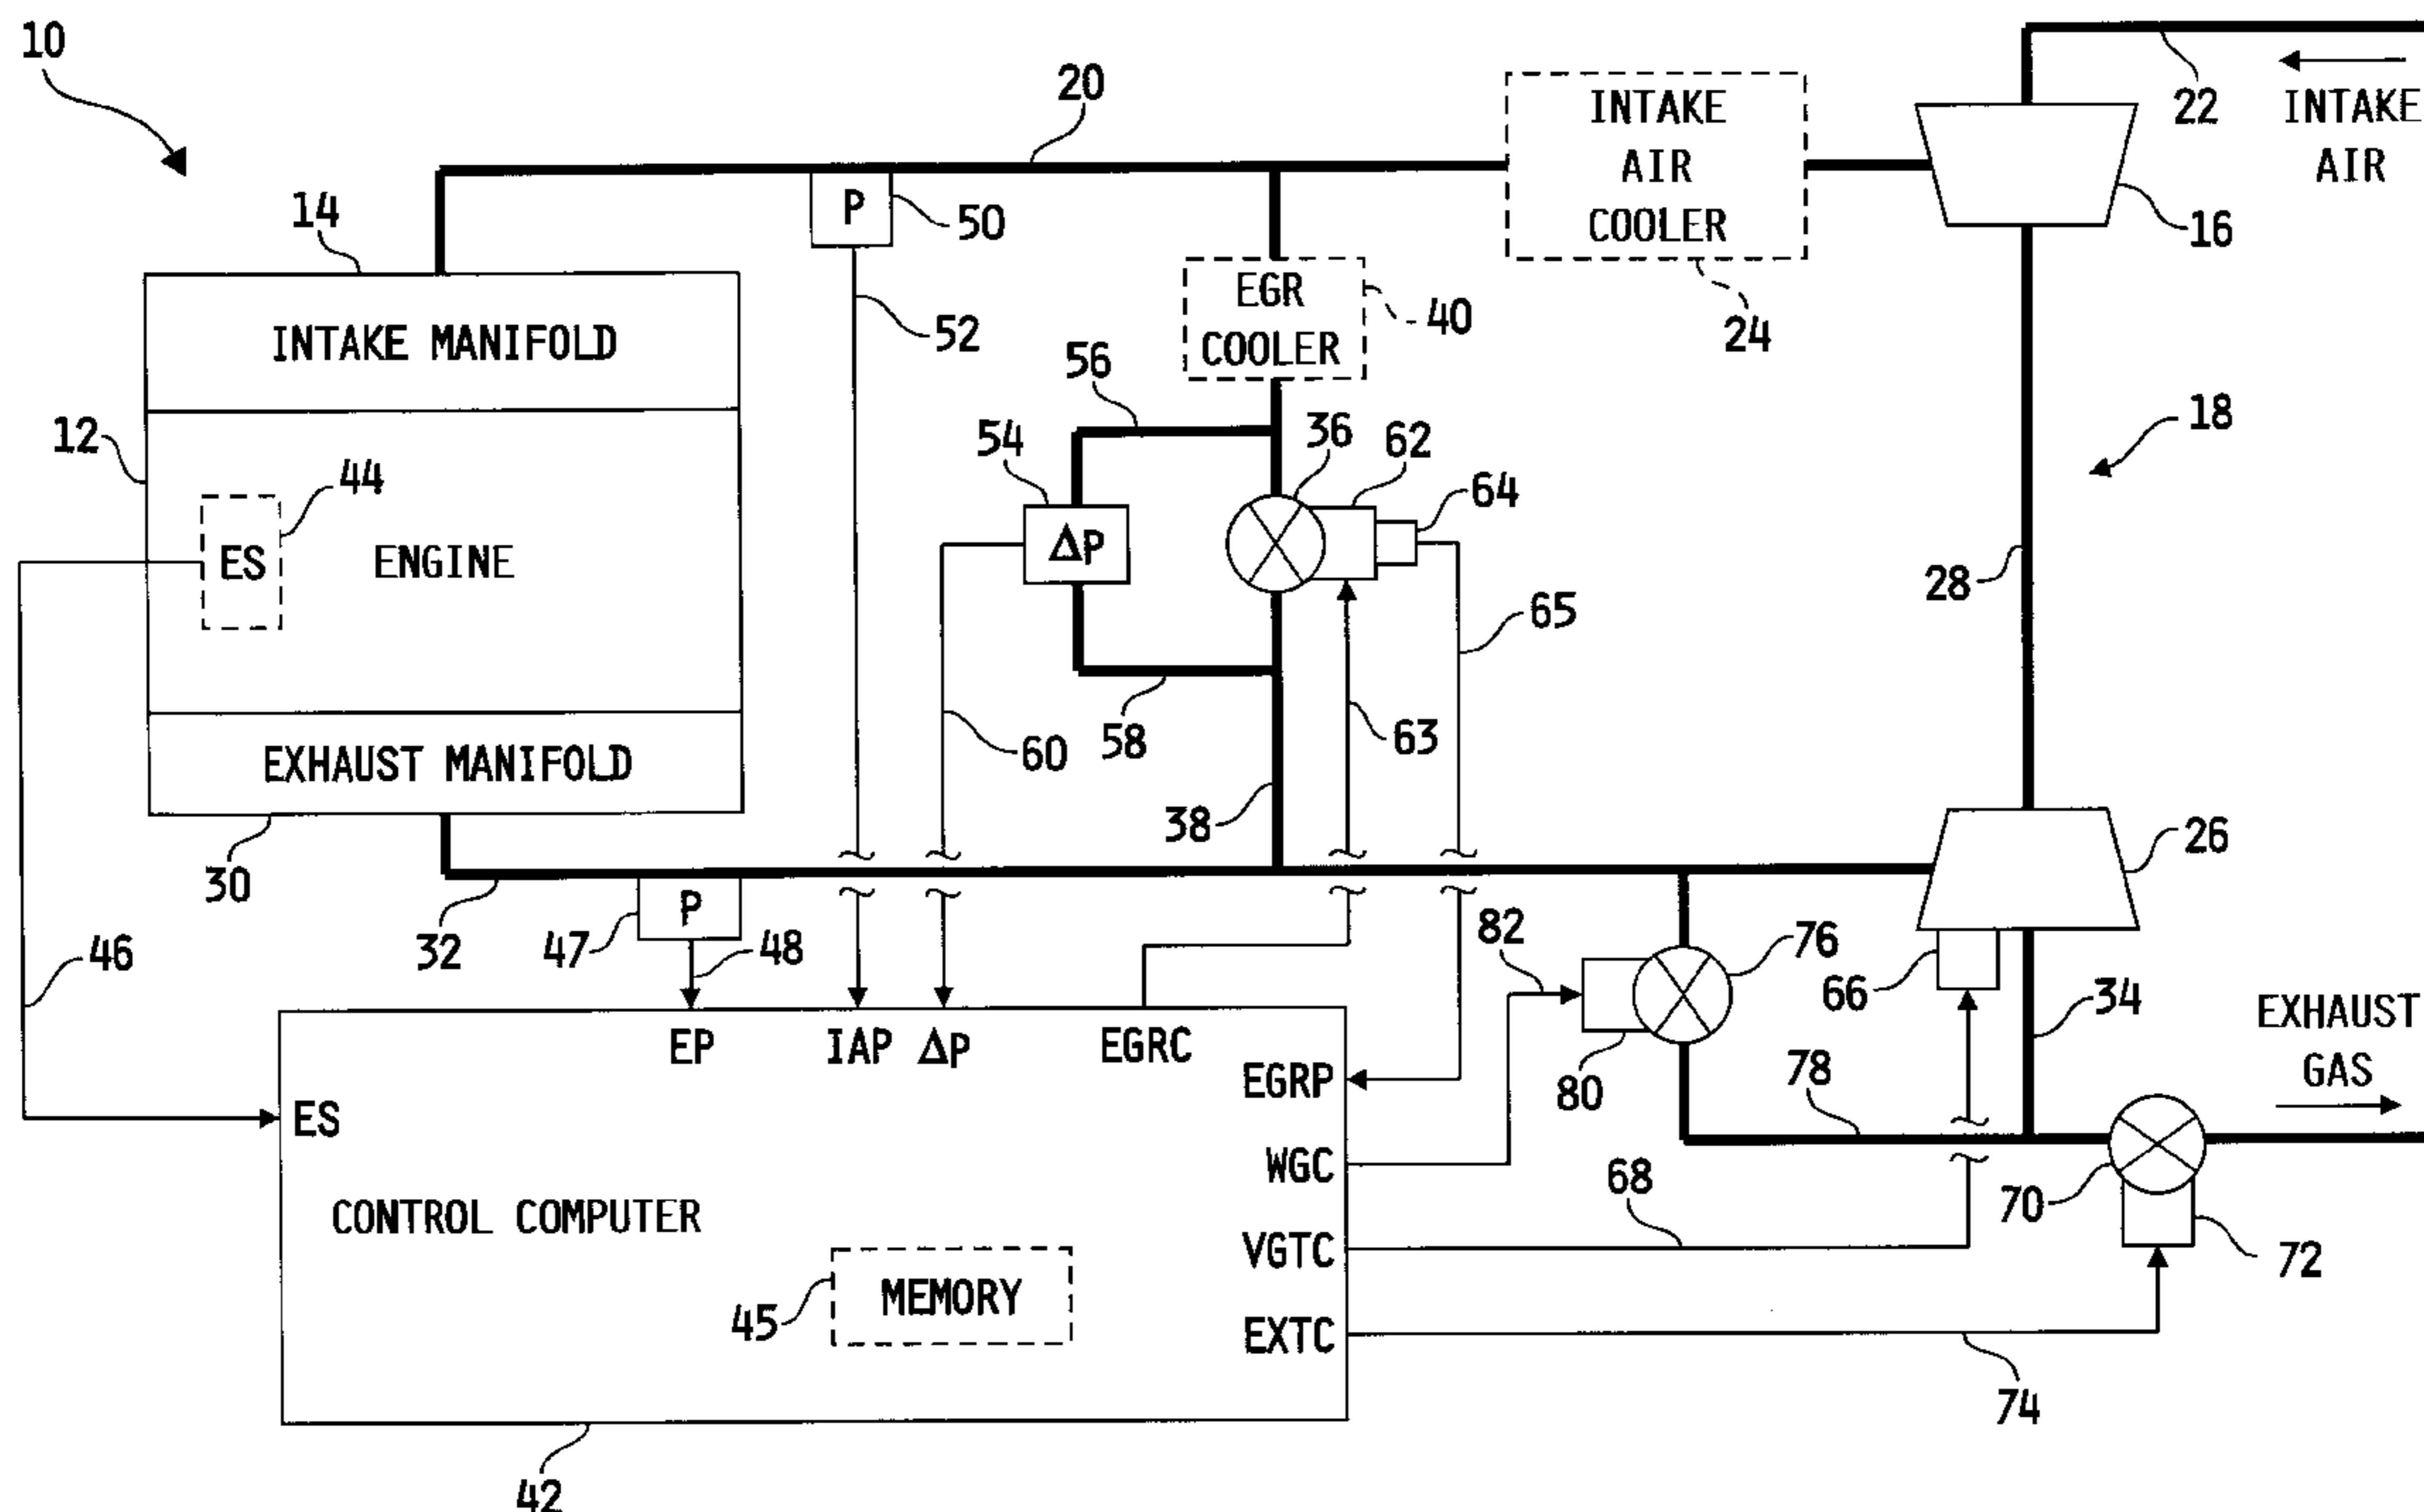 10
20
22
INTAKE
AIR
INTAKE
AIR
COOLER
24
16
14
P
50
52
EGR
COOLER
40
INTAKE MANIFOLD
12
44
ES
ENGINE
56
54
ΔP
36
62
64
65
18
28
58
60
63
38
EXHAUST MANIFOLD
30
32
26
47
P
48
46
82
76
66
34
EXHAUST
GAS
80
78
EP
IAP
ΔP
EGRC
EGRP
ES
WGC
CONTROL COMPUTER
VGTC
68
70
72
45
MEMORY
EXTC
74
42